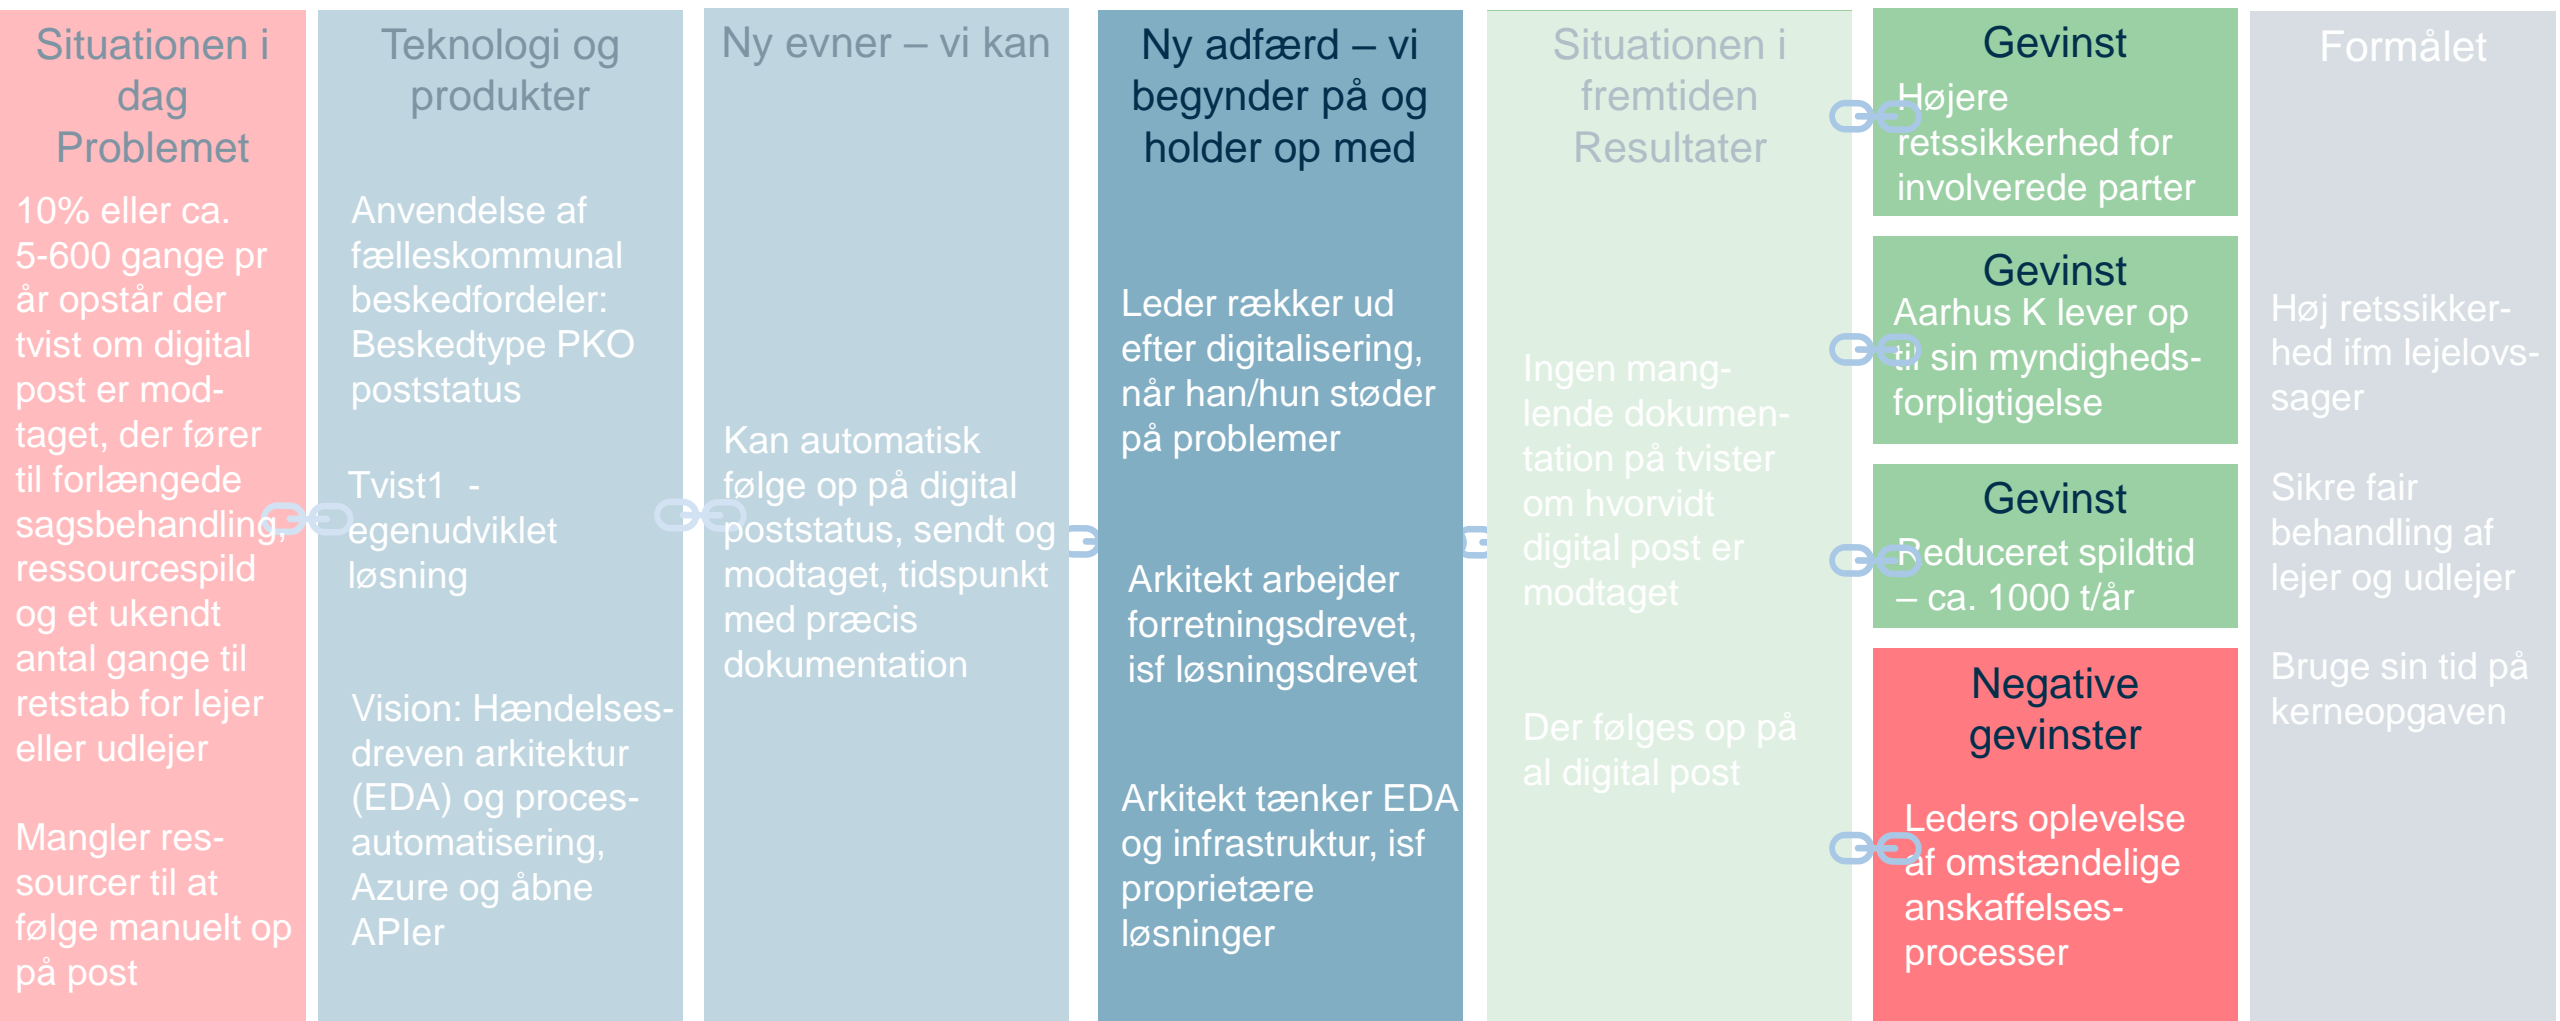 Situationen i
dag
Problemet
10% eller ca.
5-600 gange pr
år opstår der
tvist om digital
post er mod-
taget, der fører
til forlængede
sagsbehandling,
ressourcespild
og et ukendt
antal gange til
retstab for lejer
eller udlejer
Mangler res-
sourcer til at
følge manuelt op
på post
Teknologi og
produkter
Anvendelse af
fælleskommunal
beskedfordeler:
Beskedtype PKO
poststatus
Tvist1 -
egenudviklet
løsning
Vision: Hændelses-
dreven arkitektur
(EDA) og proces-
automatisering,
Azure og åbne
APIer
Ny evner – vi kan
Kan automatisk
følge op på digital
poststatus, sendt og
modtaget, tidspunkt
med præcis
dokumentation
Ny adfærd – vi
begynder på og
holder op med
Leder rækker ud
efter digitalisering,
når han/hun støder
på problemer
Arkitekt arbejder
forretningsdrevet,
isf løsningsdrevet
Arkitekt tænker EDA
og infrastruktur, isf
proprietære
løsninger
Situationen i
fremtiden
Resultater
Ingen mang-
lende dokumen-
tation på tvister
om hvorvidt
digital post er
modtaget
Der følges op på
al digital post
Gevinst
Højere
retssikkerhed for
involverede parter
Gevinst
Aarhus K lever op
til sin myndigheds-
forpligtigelse
Gevinst
Reduceret spildtid
– ca. 1000 t/år
Negative
gevinster
Leders oplevelse
af omstændelige
anskaffelses-
processer
Formålet
Høj retssikker-
hed ifm lejelovs-
sager
Sikre fair
behandling af
lejer og udlejer
Bruge sin tid på
kerneopgaven